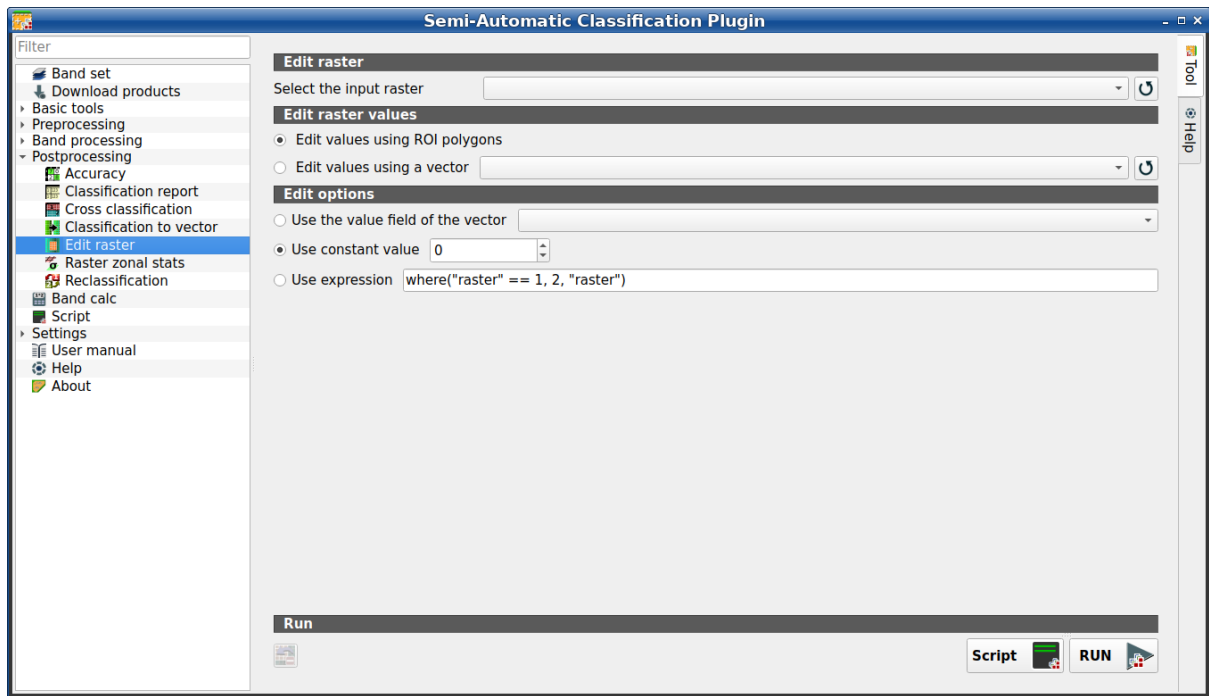 Semi-Automatic Classification Plugin
Filter
Band set
Download products
Basic tools
Preprocessing
Band processing
Postprocessing
Accuracy
Classification report
Cross classification
Classification to vector
Edit raster
Raster zonal stats
Reclassification
Band calc
Script
Settings
User manual
Help
About
Edit raster
Select the input raster
Edit raster values
Edit values using ROI polygons
Edit values using a vector
Edit options
Use the value field of the vector
Use constant value 0
Use expression where("raster" == 1, 2, "raster")
Run
Script RUN
Tool
Help